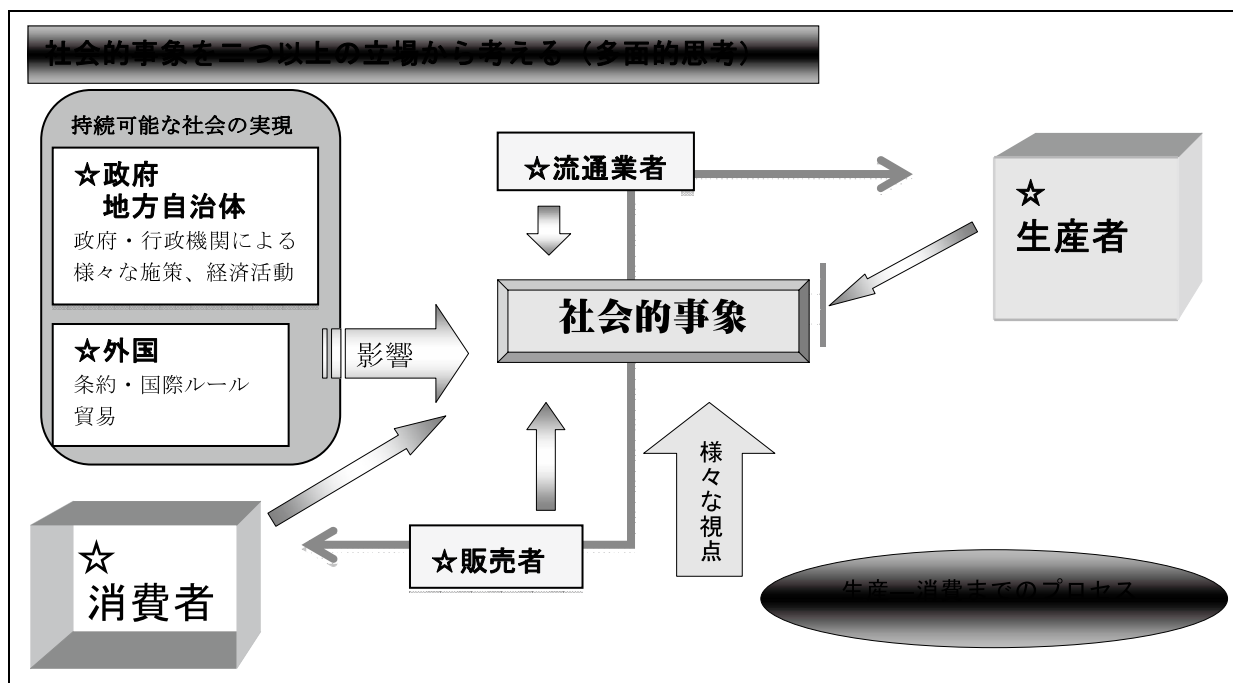 社会的事象を二つ以上の立場から考える（多面的思考）
持続可能な社会の実現
☆政府
地方自治体
政府・行政機関による
様々な施策、経済活動
☆外国
条約・国際ルール
貿易
影響
☆流通業者
社会的事象
☆
生産者
☆販売者
様々な視点
☆
消費者
生産―消費までのプロセス